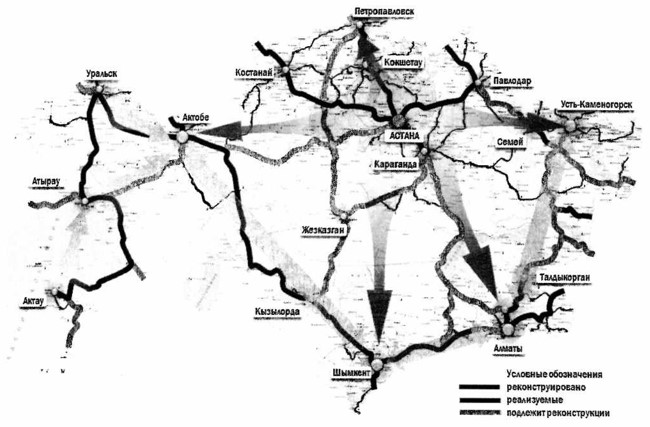 Петропавловск
Костанай
Кокшетау
Павлодар
Уральск
Актобе
Усть-Каменогорск
АСТАНА
Семей
Караганда
Атырау
Жезказган
Талдыкорган
Актау
Кызылорда
Алматы
Шымкент
Условные обозначения
реконструировано
реализуемые
подлежит реконструкции